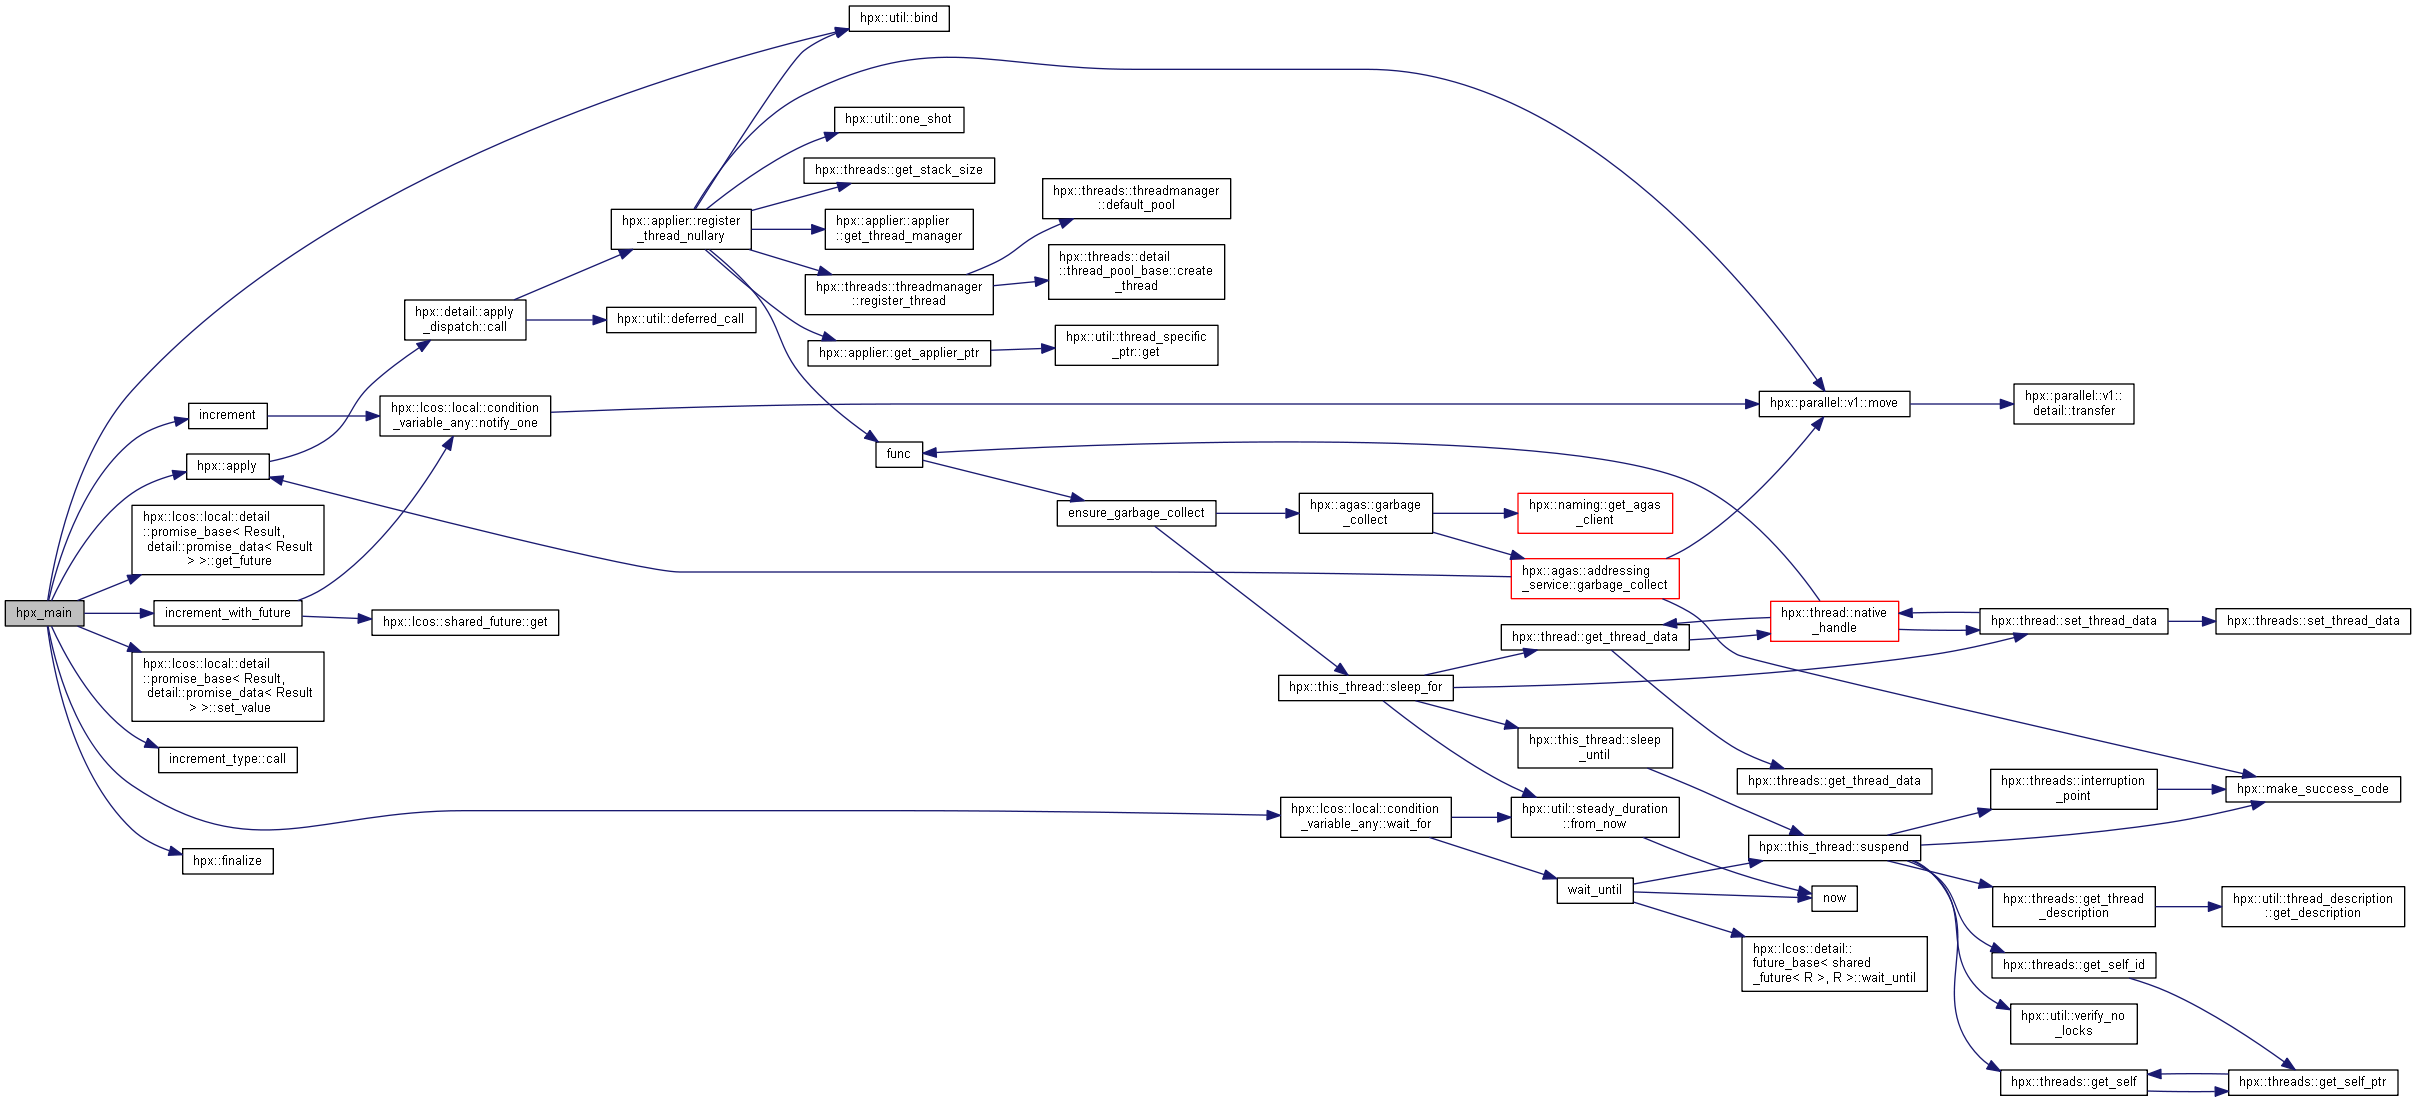 hpx::util::bind
hpx::util::one_shot
hpx::threads::get_stack_size
hpx::applier::register
_thread_nullary
hpx::applier::applier
::get_thread_manager
hpx::threads::threadmanager
::default_pool
hpx::threads::detail
::thread_pool_base::create
_thread
hpx::threads::threadmanager
::register_thread
hpx::detail::apply
_dispatch::call
hpx::util::deferred_call
hpx::applier::get_applier_ptr
hpx::util::thread_specific
_ptr::get
increment
hpx::lcos::local::condition
_variable_any::notify_one
hpx::parallel::v1::move
hpx::parallel::v1::
detail::transfer
hpx::apply
func
hpx::lcos::local::detail
::promise_base< Result,
detail::promise_data< Result
> >::get_future
ensure_garbage_collect
hpx::agas::garbage
_collect
hpx::naming::get_agas
_client
hpx::agas::addressing
_service::garbage_collect
hpx_main
increment_with_future
hpx::lcos::shared_future::get
hpx::thread::get_thread_data
hpx::thread::native
_handle
hpx::thread::set_thread_data
hpx::threads::set_thread_data
hpx::lcos::local::detail
::promise_base< Result,
detail::promise_data< Result
> >::set_value
hpx::this_thread::sleep_for
hpx::this_thread::sleep
_until
hpx::threads::get_thread_data
increment_type::call
hpx::threads::interruption
_point
hpx::make_success_code
hpx::lcos::local::condition
_variable_any::wait_for
hpx::util::steady_duration
::from_now
hpx::this_thread::suspend
hpx::finalize
wait_until
now
hpx::threads::get_thread
_description
hpx::util::thread_description
::get_description
hpx::lcos::detail::
future_base< shared
_future< R >, R >::wait_until
hpx::threads::get_self_id
hpx::util::verify_no
_locks
hpx::threads::get_self
hpx::threads::get_self_ptr